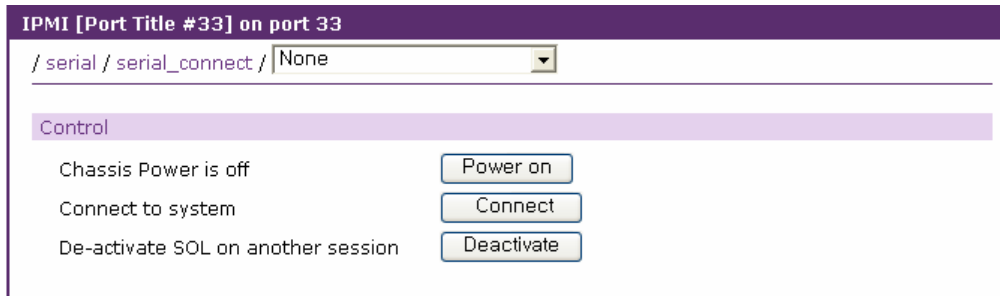 IPMI [Port Title #33] on port 33
/ serial / serial_connect / None
Control
Chassis Power is off Power on
Connect to system Connect
De-activate SOL on another session Deactivate